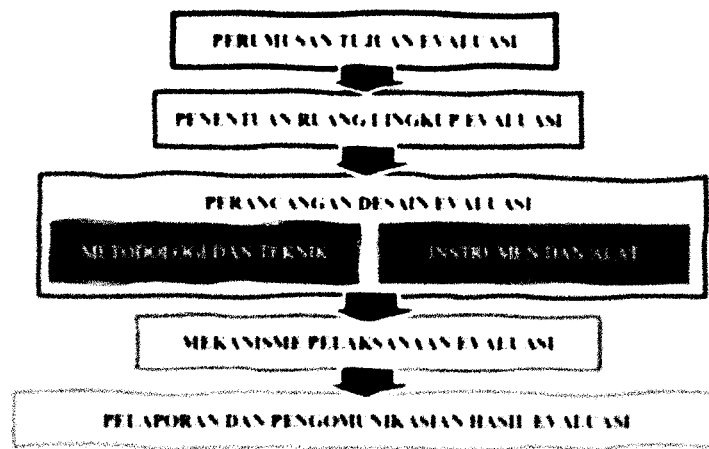 PERUMUSAN TUJUAN EVALUASI
PENENTUAN RUANG LINGKUP EVALUASI
PERANCANGAN DESAIN EVALUASI
METODOLOGI DAN TEKNIK
INSTRUMEN DAN ALAT
MEKANISME PELAKSANAAN EVALUASI
PELAPORAN DAN PENGOMUNIKASIAN HASIL EVALUASI